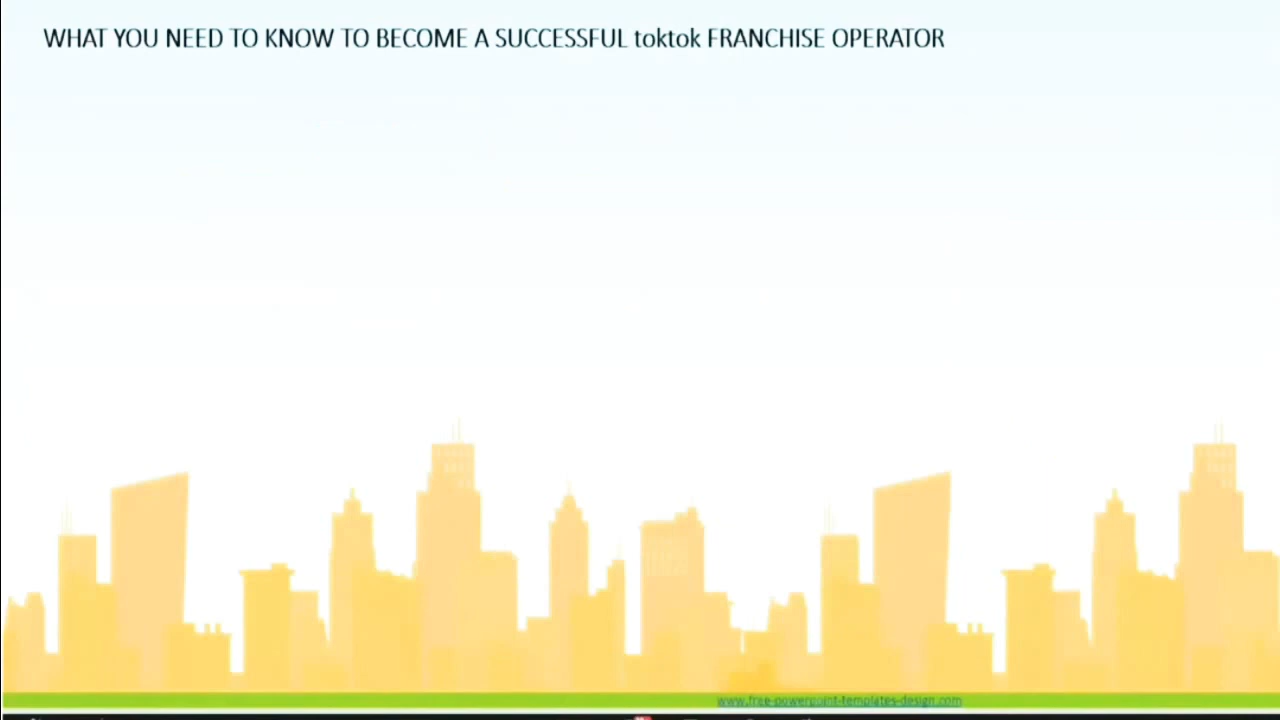 WHAT YOU NEED TO KNOW TO BECOME A SUCCESSFUL toktok FRANCHISE OPERATOR
www.free-powerpoint-templates-design.com